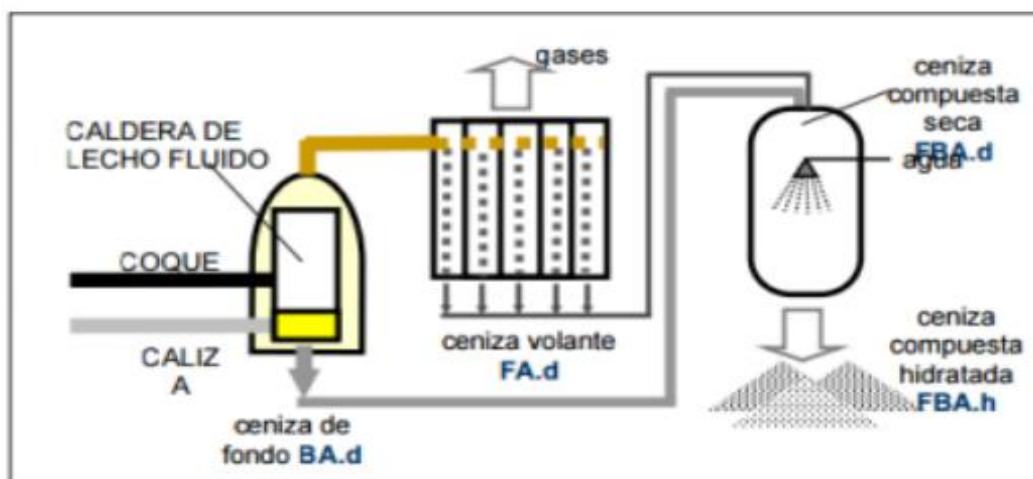 gases
CALDERA DE
LECHO FLUIDO
COQUE
CALIZ
A
ceniza de
fondo BA.d
ceniza volante
FA.d
ceniza
compuesta
seca
FBA.d
agua
ceniza
compuesta
hidratada
FBA.h